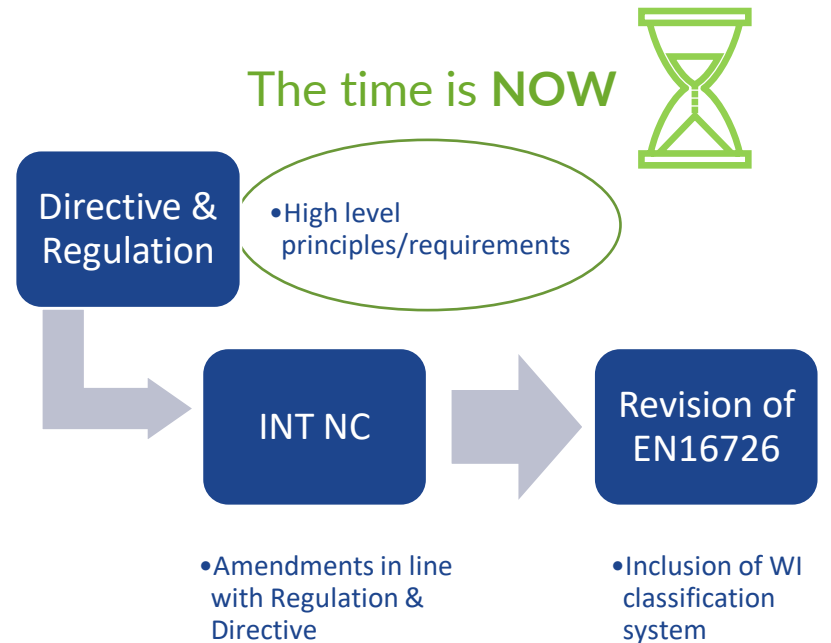 The time is NOW
Directive &
Regulation
•High level
principles/requirements
INT NC
Revision of
EN16726
•Amendments in line
with Regulation &
Directive
•Inclusion of WI
classification
system